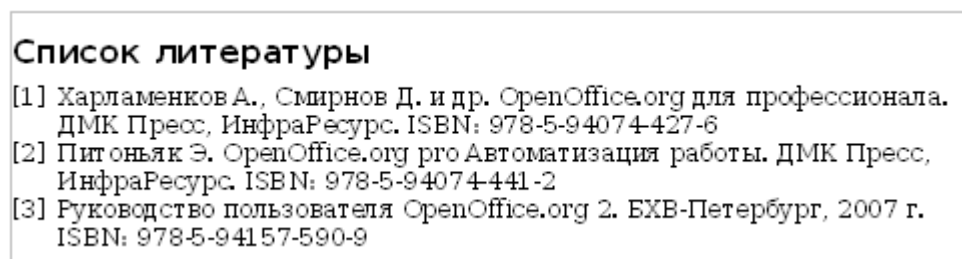 Список литературы
[1] Харламенков А., Смирнов Д. и др. OpenOffice.org для профессионала.
ДМК Пресс, ИнфраРесурс. ISBN: 978-5-94074-427-6
[2] Питоньяк Э. OpenOffice.org pro Автоматизация работы. ДМК Пресс,
ИнфраРесурс. ISBN: 978-5-94074-441-2
[3] Руководство пользователя OpenOffice.org 2. БХВ-Петербург, 2007 г.
ISBN: 978-5-94157-590-9